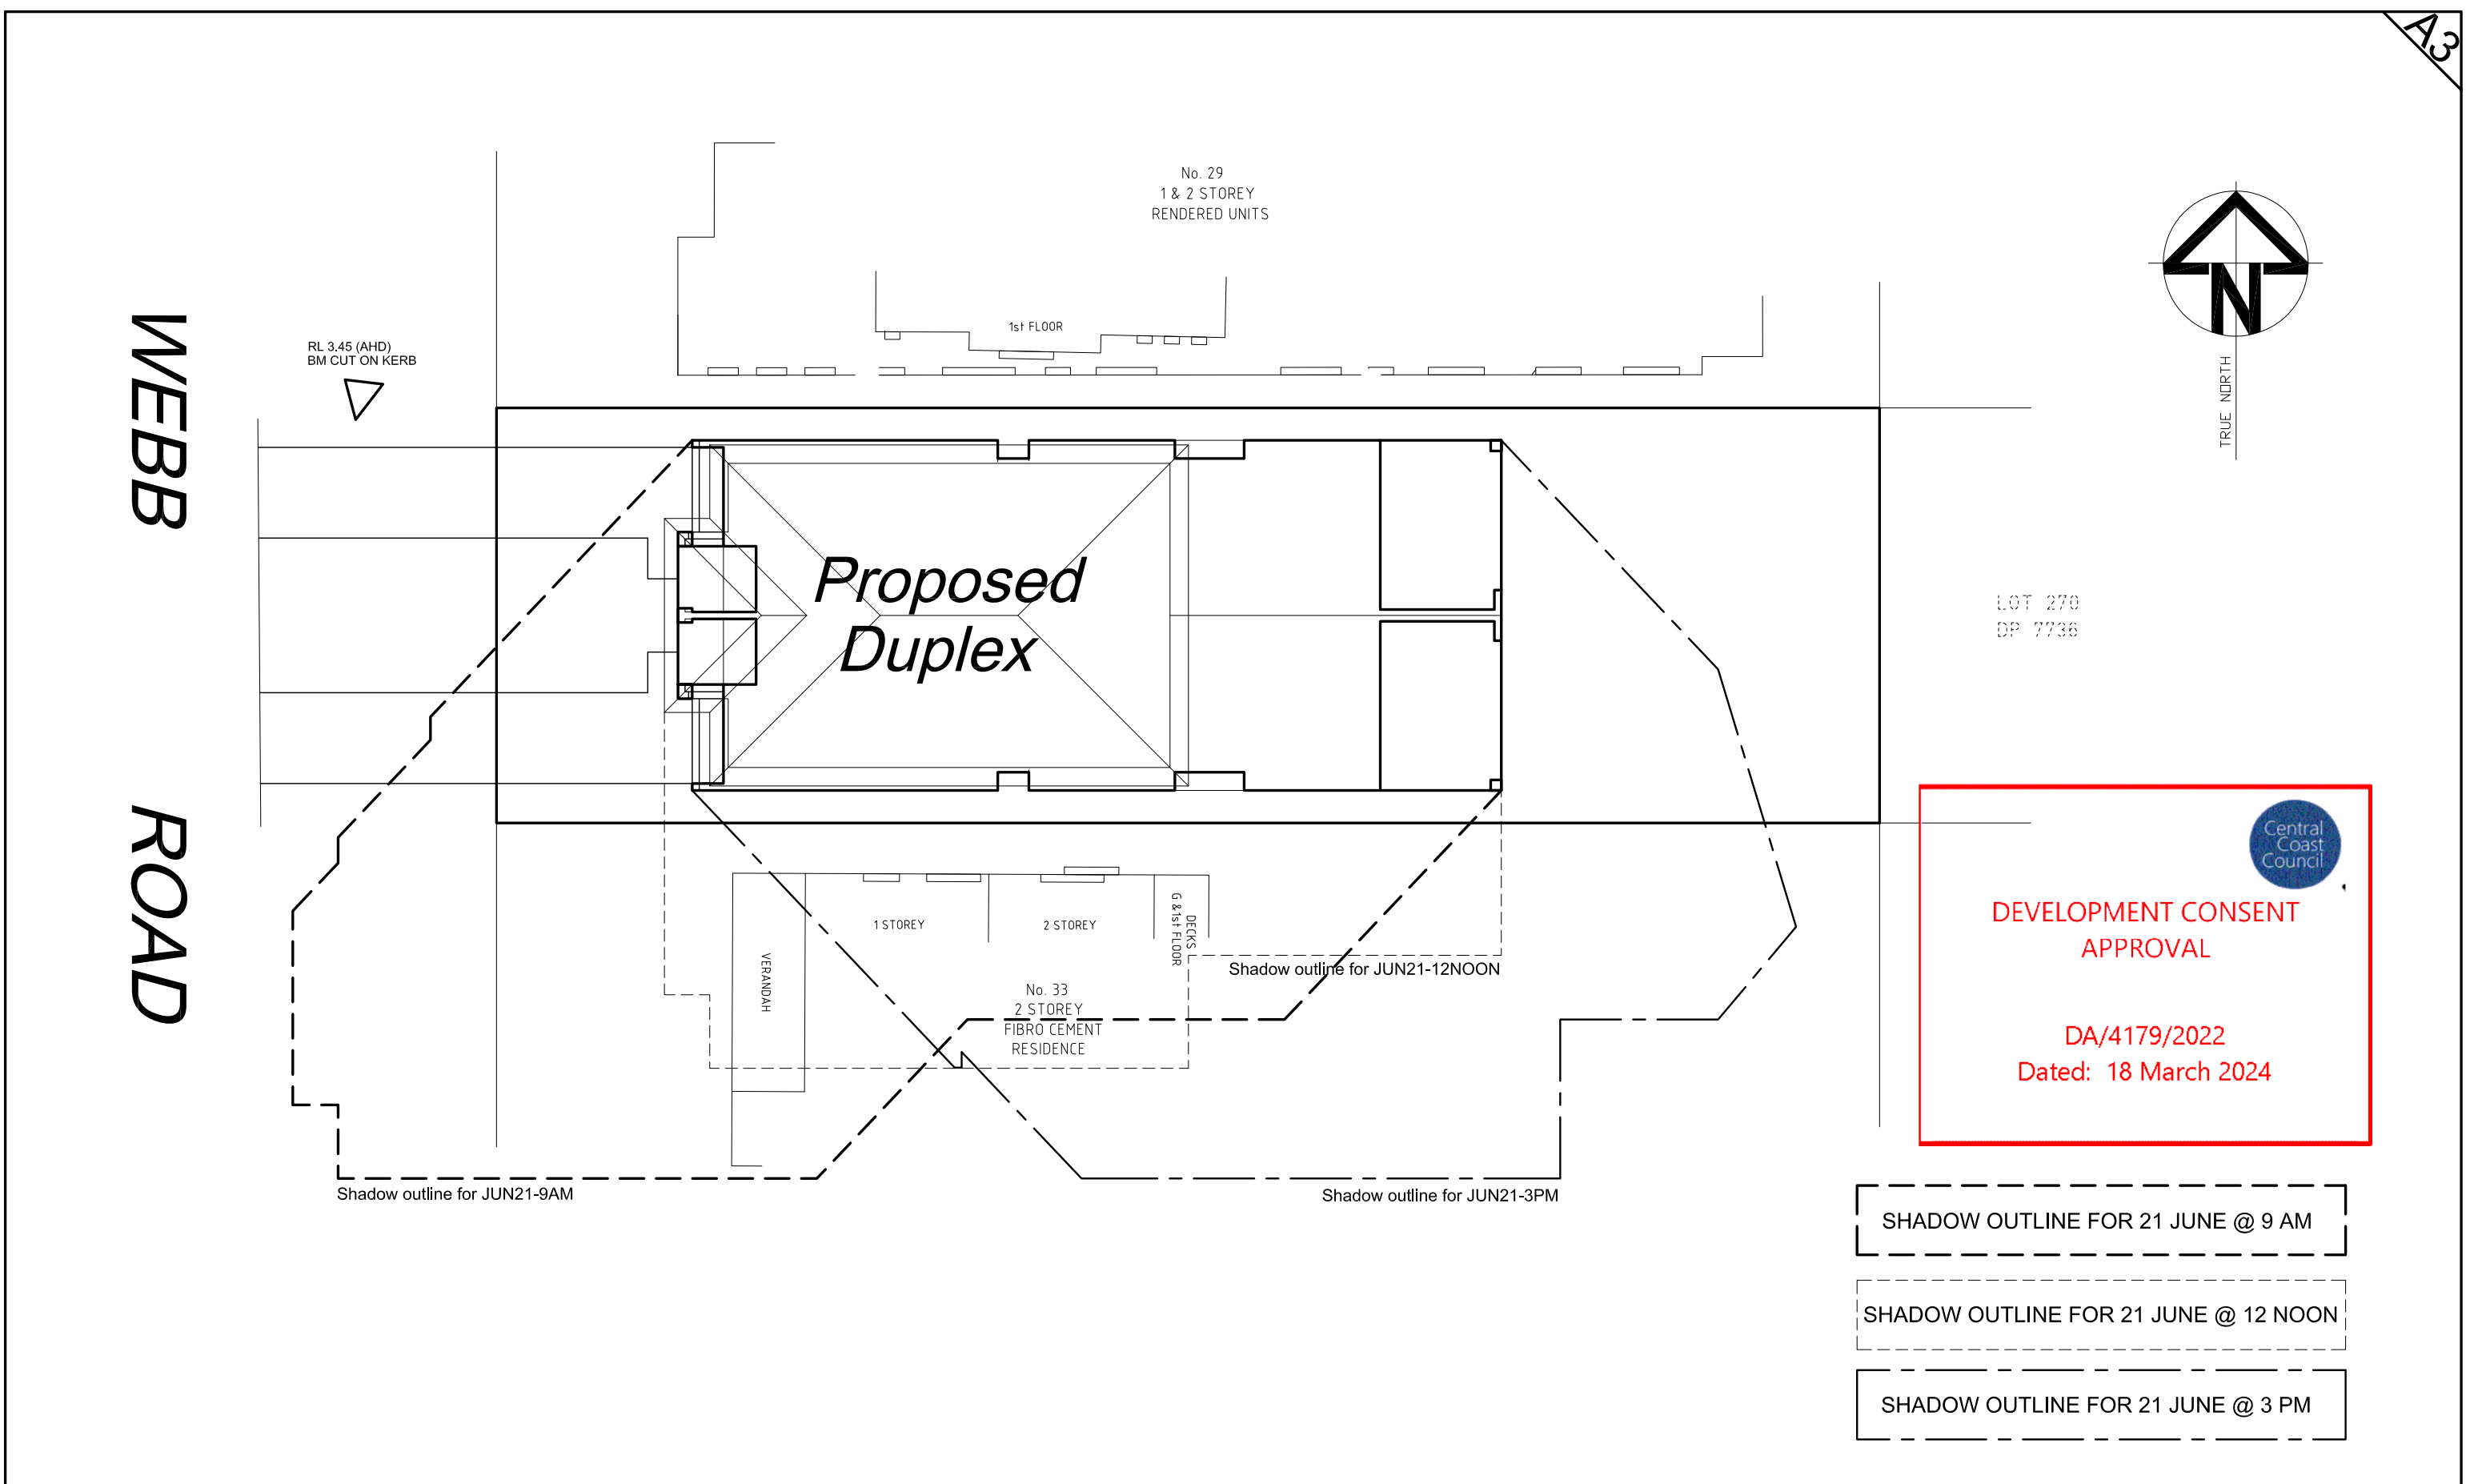 A3
No. 29
1 & 2 STOREY
RENDERED UNITS
1st FLOOR
RL 3.45 (AHD)
BM CUT ON KERB
WEBB ROAD
N
TRUE NORTH
Proposed
Duplex
LOT 270
DP 7736
Central
Coast
Council
DEVELOPMENT CONSENT
APPROVAL
DA/4179/2022
Dated: 18 March 2024
1 STOREY
2 STOREY
DECKS
G &1st FLOOR
VERANDAH
Shadow outline for JUN21-12NOON
No. 33
2 STOREY
FIBRO CEMENT
RESIDENCE
Shadow outline for JUN21-9AM
Shadow outline for JUN21-3PM
SHADOW OUTLINE FOR 21 JUNE @ 9 AM
SHADOW OUTLINE FOR 21 JUNE @ 12 NOON
SHADOW OUTLINE FOR 21 JUNE @ 3 PM